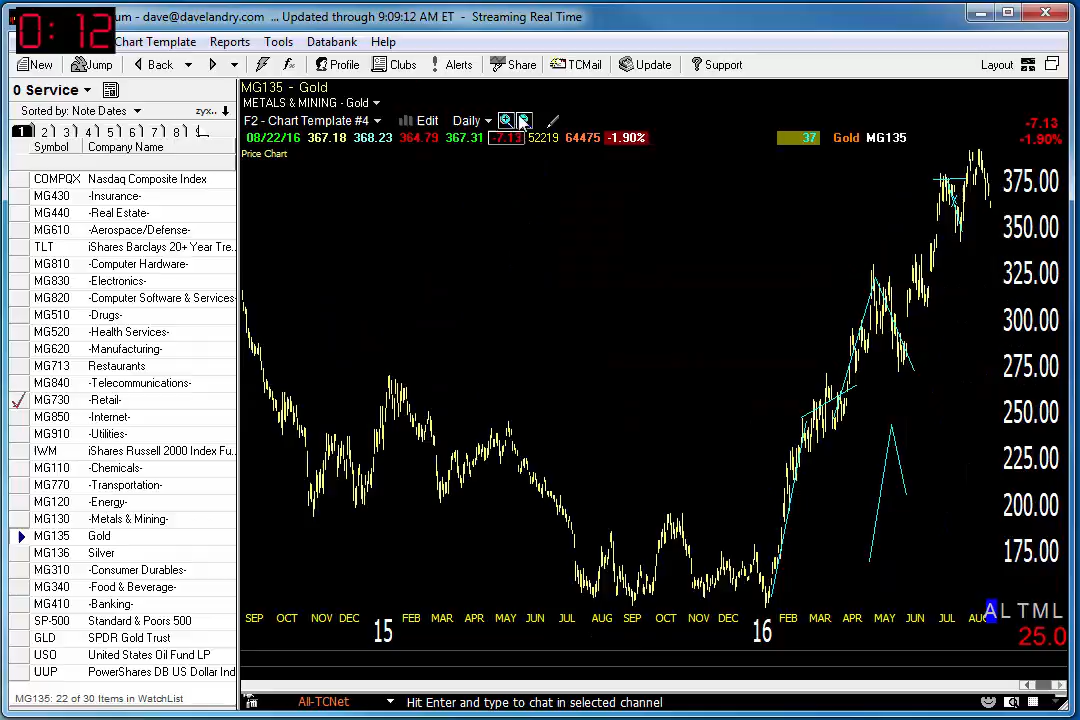 um - dave@davelandry.com ... Updated through 9:09:12 AM ET - Streaming Real Time
0:12
Chart Template Reports Tools Databank Help
New Jump Back Profile Clubs Alerts Share TCMail Update Support Layout
0 Service
Sorted by: Note Dates zyx..
1 2 3 4 5 6 7 8
Symbol Company Name
COMPQX Nasdaq Composite Index
MG430 -Insurance-
MG440 -Real Estate-
MG610 -Aerospace/Defense-
TLT iShares Barclays 20+ Year Tre..
MG810 -Computer Hardware-
MG830 -Electronics-
MG820 -Computer Software & Services-
MG510 -Drugs-
MG520 -Health Services-
MG620 -Manufacturing-
MG713 Restaurants
MG840 -Telecommunications-
MG730 -Retail-
MG850 -Internet-
MG910 -Utilities-
IWM iShares Russell 2000 Index Fu..
MG110 -Chemicals-
MG770 -Transportation-
MG120 -Energy-
MG130 -Metals & Mining-
MG135 Gold
MG136 Silver
MG310 -Consumer Durables-
MG340 -Food & Beverage-
MG410 -Banking-
SP-500 Standard & Poors 500
GLD SPDR Gold Trust
USO United States Oil Fund LP
UUP PowerShares DB US Dollar Ind
MG135: 22 of 30 Items in WatchList
MG135 - Gold
METALS & MINING - Gold
F2 - Chart Template #4 Edit Daily
08/22/16 367.18 368.23 364.79 367.31 -7.13 52219 64475 -1.90% 37 Gold MG135
-7.13
-1.90%
Price Chart
375.00
350.00
325.00
300.00
275.00
250.00
225.00
200.00
175.00
SEP OCT NOV DEC FEB MAR APR MAY JUN JUL AUG SEP OCT NOV DEC FEB MAR APR MAY JUN JUL AUG
15 16
A L T M L
25.0
All-TCNet Hit Enter and type to chat in selected channel